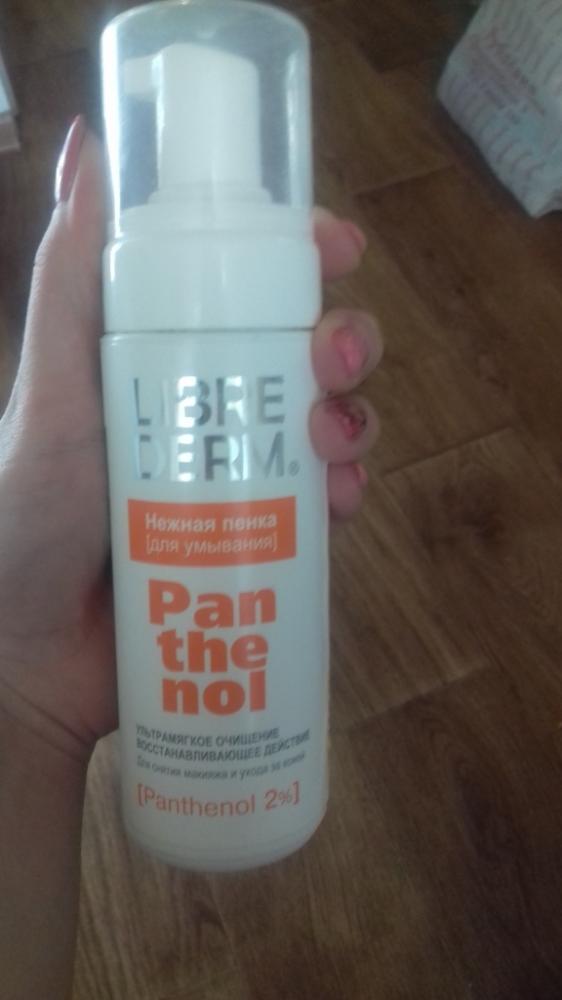 LIBRE
DERM®
Нежная пенка
[для умывания]
Pan
the
nol
УЛЬТРАМЯГКОЕ ОЧИЩЕНИЕ
ВОССТАНАВЛИВАЮЩЕЕ ДЕЙСТВИЕ
Для снятия макияжа и ухода за кожей
[Panthenol 2%]